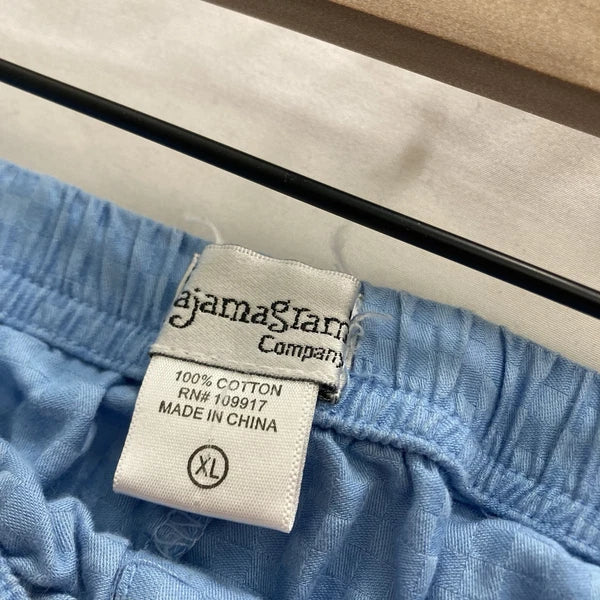 ajamagram
Company
100% COTTON
RN# 109917
MADE IN CHINA
XL